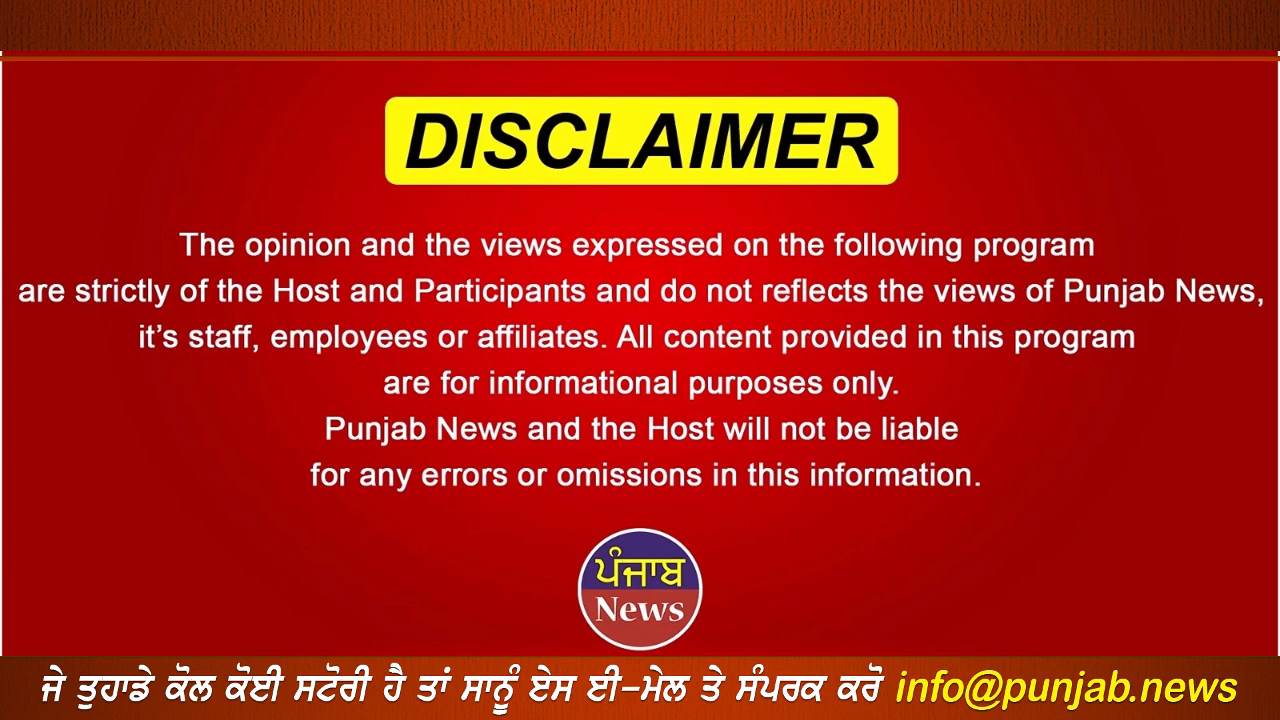 DISCLAIMER
The opinion and the views expressed on the following program
are strictly of the Host and Participants and do not reflects the views of Punjab News,
it’s staff, employees or affiliates. All content provided in this program
are for informational purposes only.
Punjab News and the Host will not be liable
for any errors or omissions in this information.
ਪੰਜਾਬ
News
ਜੇ ਤੁਹਾਡੇ ਕੋਲ ਕੋਈ ਸਟੋਰੀ ਹੈ ਤਾਂ ਸਾਨੂੰ ਏਸ ਈ-ਮੇਲ ਤੇ ਸੰਪਰਕ ਕਰੋ info@punjab.news